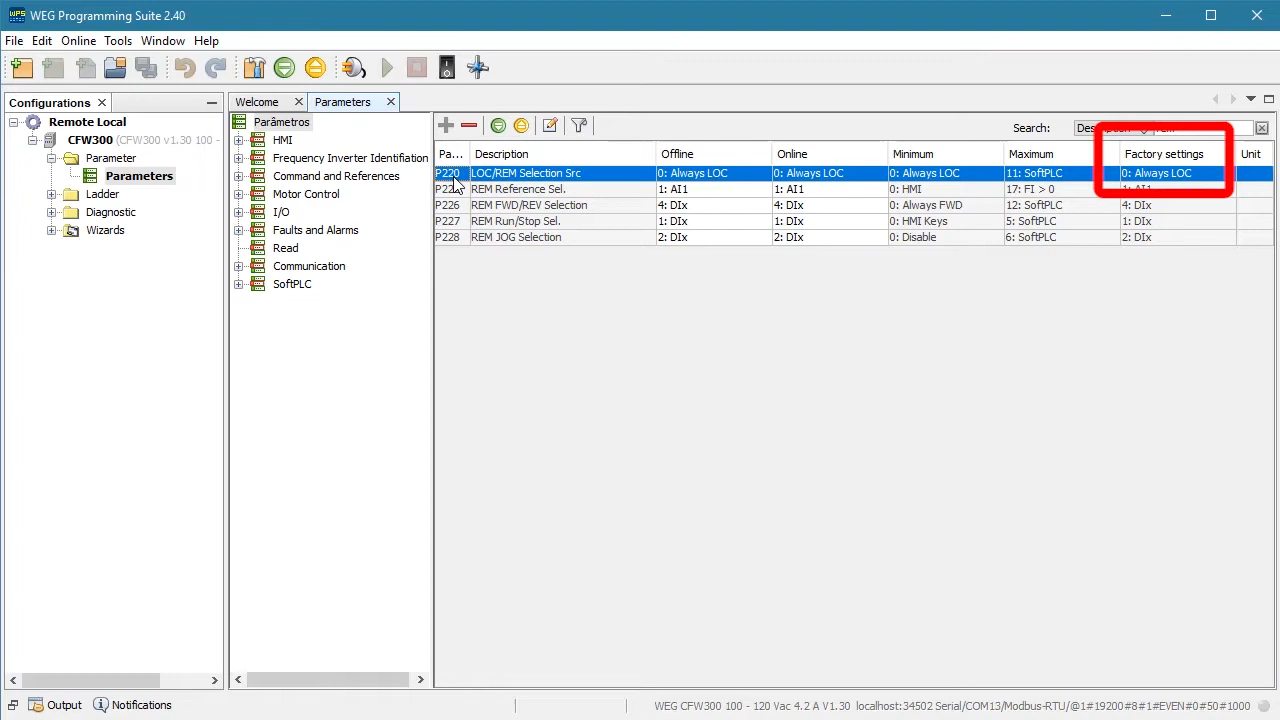 WPS WEG Programming Suite 2.40
File Edit Online Tools Window Help
Configurations
Remote Local
CFW300 (CFW300 v1.30 100 -
Parameter
Parameters
Ladder
Diagnostic
Wizards
Welcome Parameters
Parâmetros
HMI
Frequency Inverter Identifiation
Command and References
Motor Control
I/O
Faults and Alarms
Read
Communication
SoftPLC
Search:
Pa... Description Offline Online Minimum Maximum Factory settings Unit
P220 LOC/REM Selection Src 0: Always LOC 0: Always LOC 0: Always LOC 11: SoftPLC 0: Always LOC
REM Reference Sel. 1: AI1 1: AI1 0: HMI 17: FI > 0 1: AI1
P226 REM FWD/REV Selection 4: DIx 4: DIx 0: Always FWD 12: SoftPLC 4: DIx
P227 REM Run/Stop Sel. 1: DIx 1: DIx 0: HMI Keys 5: SoftPLC 1: DIx
P228 REM JOG Selection 2: DIx 2: DIx 0: Disable 6: SoftPLC 2: DIx
Output Notifications
WEG CFW300 100 - 120 Vac 4.2 A V1.30 localhost:34502 Serial/COM13/Modbus-RTU/@1#19200#8#1#EVEN#0#50#1000